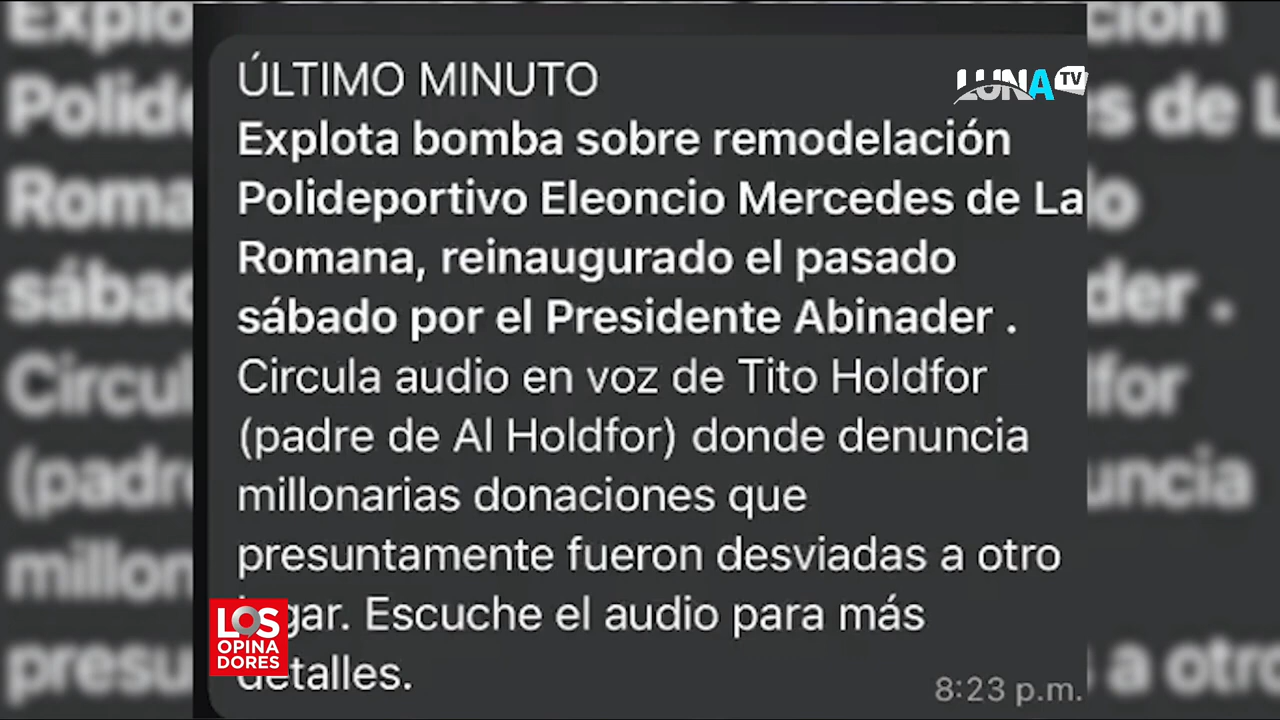 ÚLTIMO MINUTO
Explota bomba sobre remodelación
Polideportivo Eleoncio Mercedes de La
Romana, reinaugurado el pasado
sábado por el Presidente Abinader .
Circula audio en voz de Tito Holdfor
(padre de Al Holdfor) donde denuncia
millonarias donaciones que
presuntamente fueron desviadas a otro
lugar. Escuche el audio para más
detalles.
8:23 p.m.
LUNA TV
LOS
OPINA
DORES